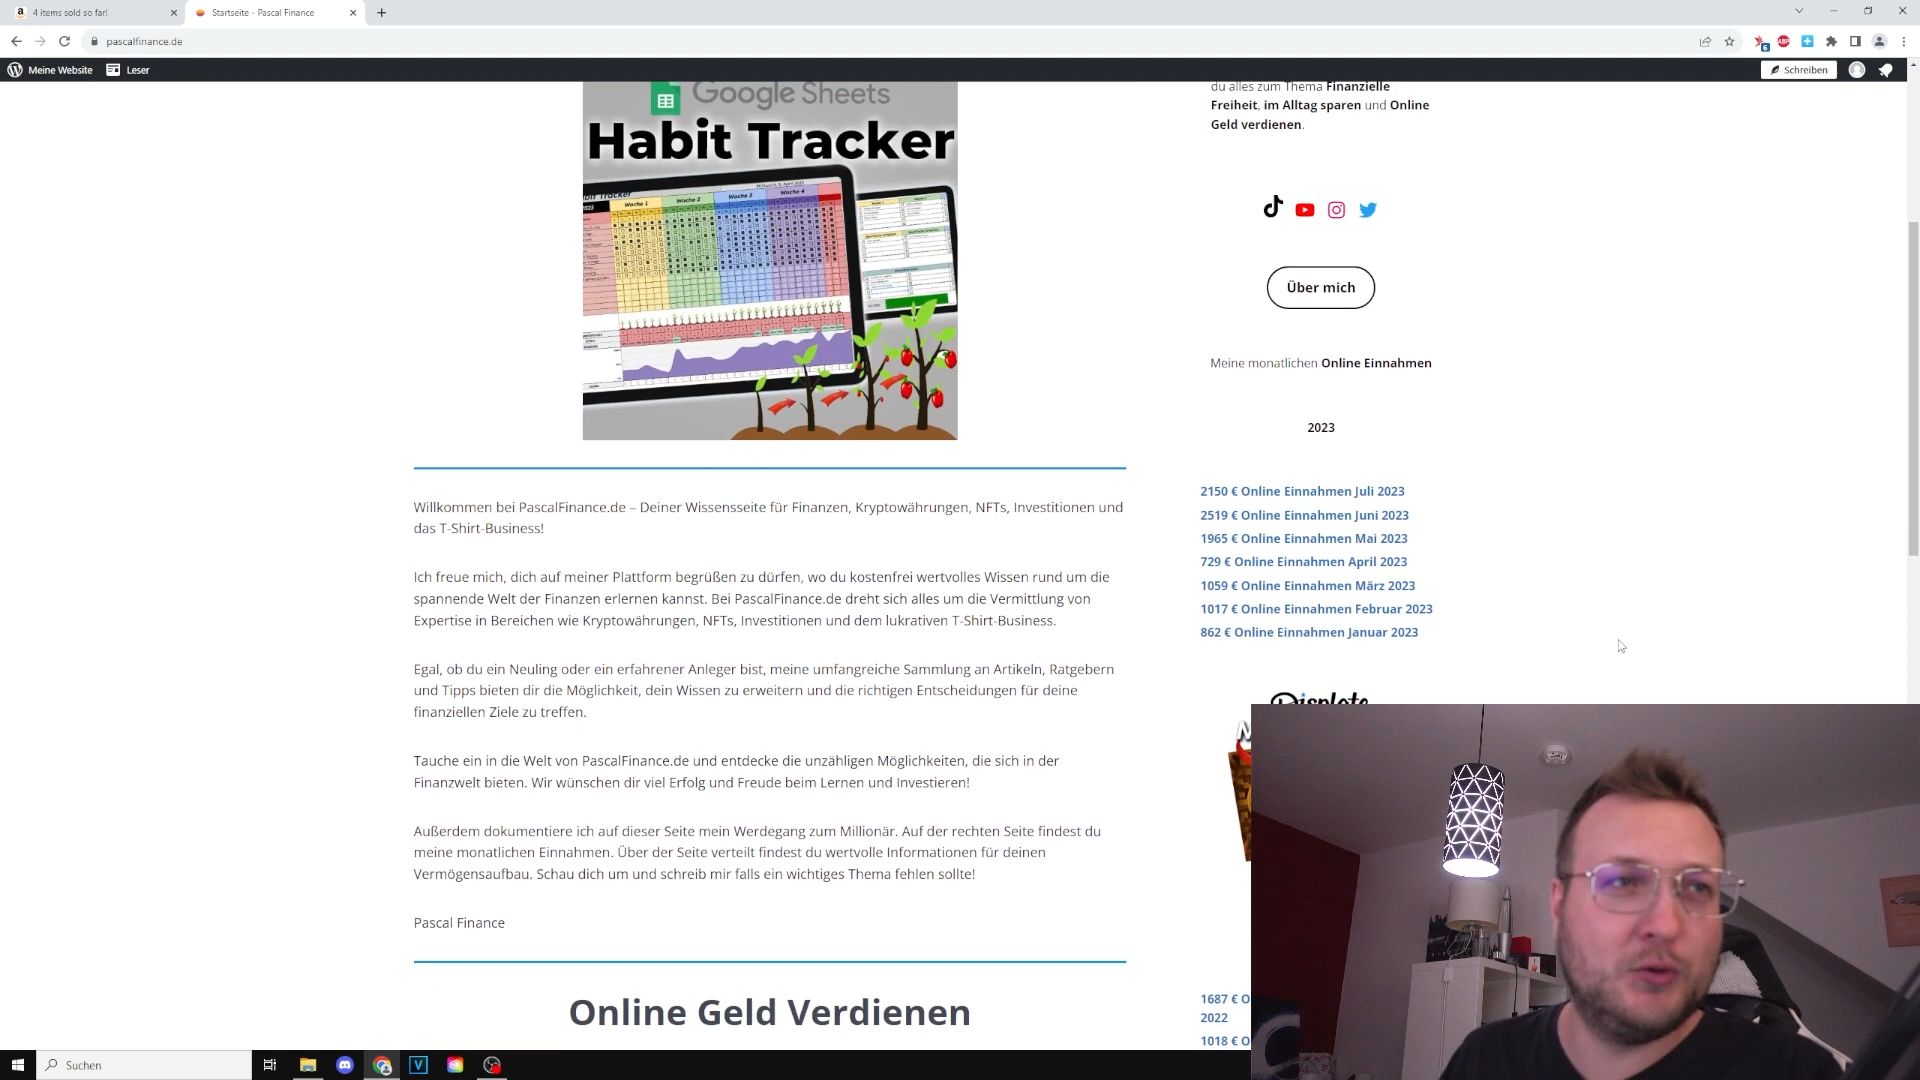 4 items sold so far!
Startseite - Pascal Finance
pascalfinance.de
6
ABP
Meine Website
Leser
Schreiben
Google Sheets
Habit Tracker
Woche 1
Woche 2
Woche 3
Woche 4
Willkommen bei PascalFinance.de – Deiner Wissensseite für Finanzen, Kryptowährungen, NFTs, Investitionen und
das T-Shirt-Business!
Ich freue mich, dich auf meiner Plattform begrüßen zu dürfen, wo du kostenfrei wertvolles Wissen rund um die
spannende Welt der Finanzen erlernen kannst. Bei PascalFinance.de dreht sich alles um die Vermittlung von
Expertise in Bereichen wie Kryptowährungen, NFTs, Investitionen und dem lukrativen T-Shirt-Business.
Egal, ob du ein Neuling oder ein erfahrener Anleger bist, meine umfangreiche Sammlung an Artikeln, Ratgebern
und Tipps bieten dir die Möglichkeit, dein Wissen zu erweitern und die richtigen Entscheidungen für deine
finanziellen Ziele zu treffen.
Tauche ein in die Welt von PascalFinance.de und entdecke die unzähligen Möglichkeiten, die sich in der
Finanzwelt bieten. Wir wünschen dir viel Erfolg und Freude beim Lernen und Investieren!
Außerdem dokumentiere ich auf dieser Seite mein Werdegang zum Millionär. Auf der rechten Seite findest du
meine monatlichen Einnahmen. Über der Seite verteilt findest du wertvolle Informationen für deinen
Vermögensaufbau. Schau dich um und schreib mir falls ein wichtiges Thema fehlen sollte!
Pascal Finance
Online Geld Verdienen
du alles zum Thema Finanzielle
Freiheit, im Alltag sparen und Online
Geld verdienen.
Über mich
Meine monatlichen Online Einnahmen
2023
2150 € Online Einnahmen Juli 2023
2519 € Online Einnahmen Juni 2023
1965 € Online Einnahmen Mai 2023
729 € Online Einnahmen April 2023
1059 € Online Einnahmen März 2023
1017 € Online Einnahmen Februar 2023
862 € Online Einnahmen Januar 2023
Displate
1687 € O
2022
1018 € O
Suchen
V